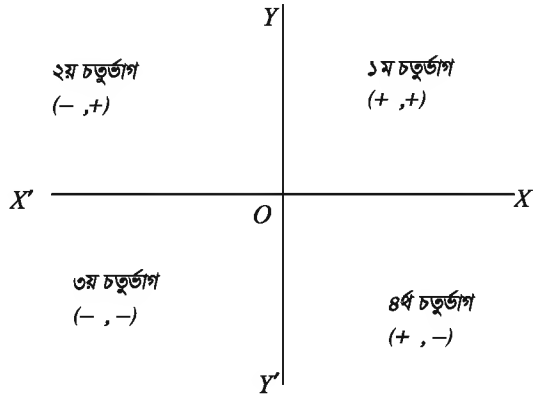 Y
২য় চতুর্ভাগ
(− ,+)
১ম চতুর্ভাগ
(+ ,+)
X′
O
X
৩য় চতুর্ভাগ
(− , −)
৪র্থ চতুর্ভাগ
(+ , −)
Y′